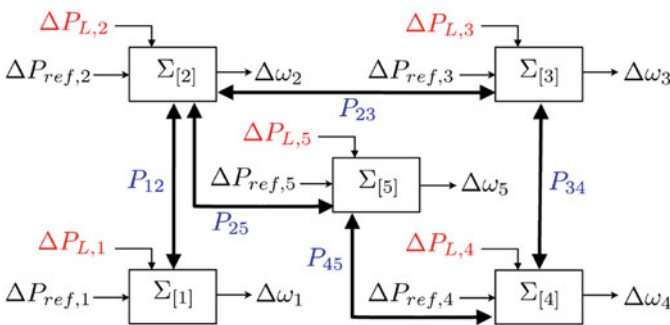 ΔP_{L,2}
ΔP_{L,3}
ΔP_{ref,2} Σ_{[2]} Δω_2
ΔP_{ref,3} Σ_{[3]} Δω_3
P_{23}
ΔP_{L,5}
P_{12} ΔP_{ref,5} Σ_{[5]} Δω_5 P_{34}
P_{25}
ΔP_{L,1} P_{45} ΔP_{L,4}
ΔP_{ref,1} Σ_{[1]} Δω_1
ΔP_{ref,4} Σ_{[4]} Δω_4